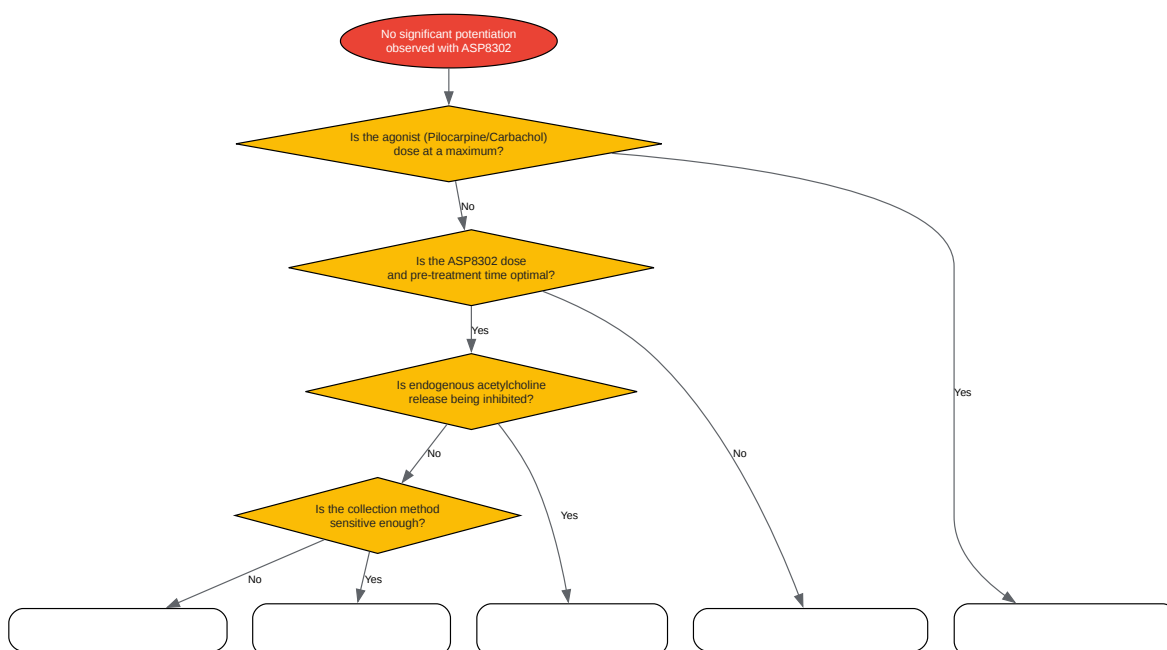 No significant potentiation
observed with ASP8302
Is the agonist (Pilocarpine/Carbachol)
dose at a maximum?
No
Is the ASP8302 dose
and pre-treatment time optimal?
Yes
Is endogenous acetylcholine
release being inhibited?
Yes
No
No
Is the collection method
sensitive enough?
Yes
No
Yes